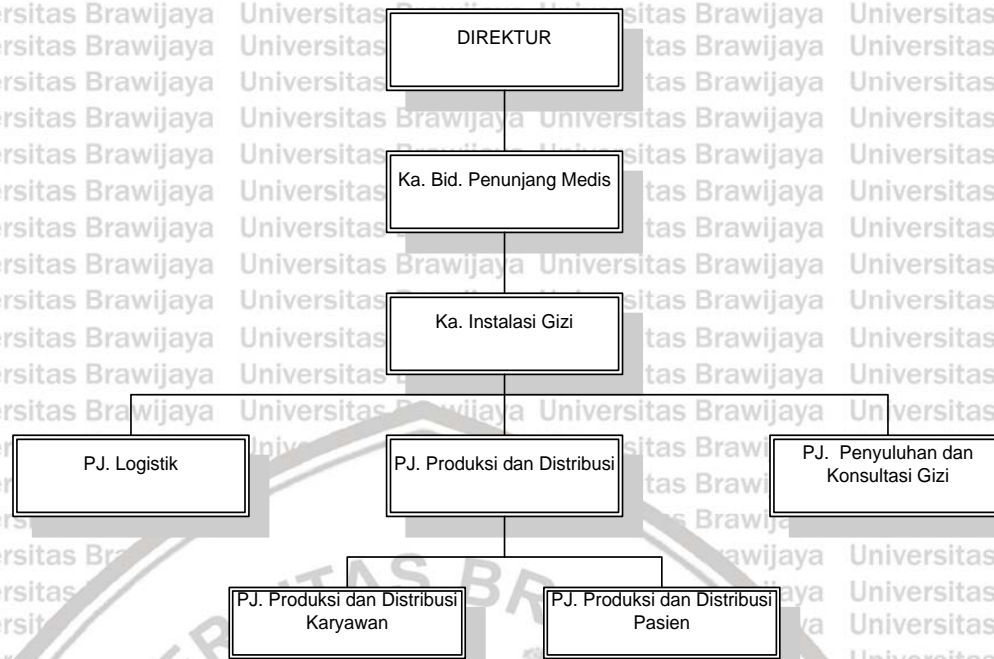 DIREKTUR
Ka. Bid. Penunjang Medis
Ka. Instalasi Gizi
PJ. Logistik
PJ. Produksi dan Distribusi
PJ. Penyuluhan dan
Konsultasi Gizi
PJ. Produksi dan Distribusi
Karyawan
PJ. Produksi dan Distribusi
Pasien